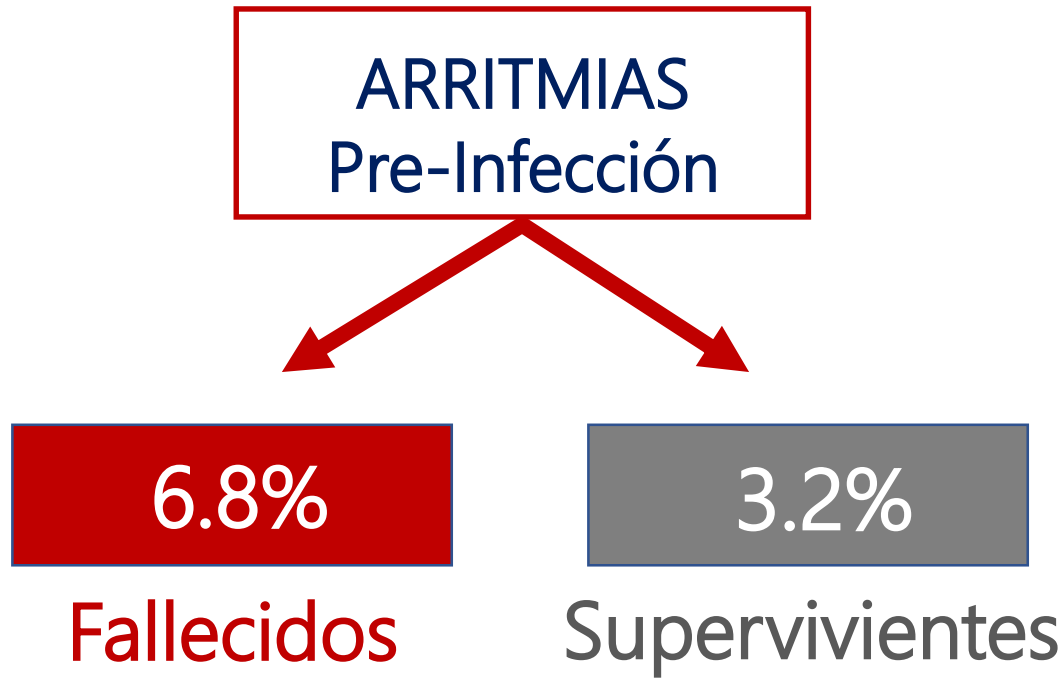 ARRITMIAS
Pre-Infección
6.8%
3.2%
Fallecidos
Supervivientes